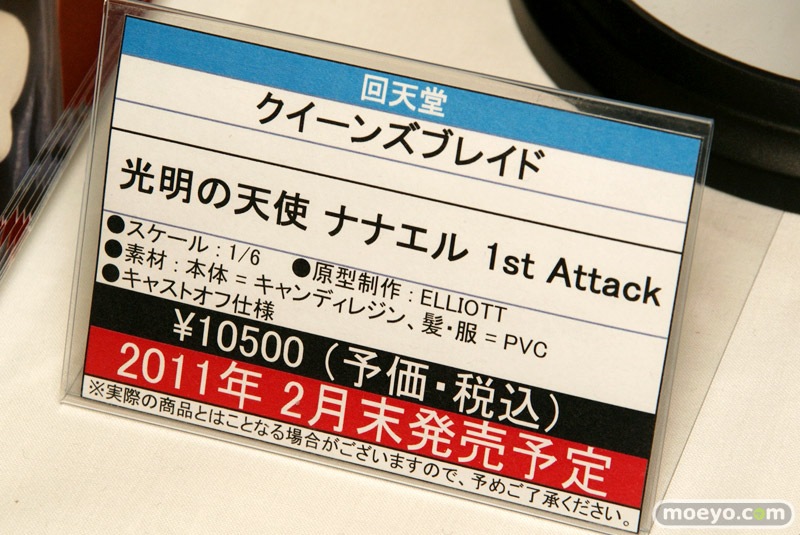 回天堂
クイーンズブレイド
光明の天使 ナナエル 1st Attack
●スケール：1/6 ●原型制作：ELLIOTT
●素材：本体＝キャンディレジン、髪・服＝PVC
●キャストオフ仕様
¥10500（予価・税込）
2011年 2月末発売予定
※実際の商品とはことなる場合がございますので、予めご了承ください。
moeyo.com